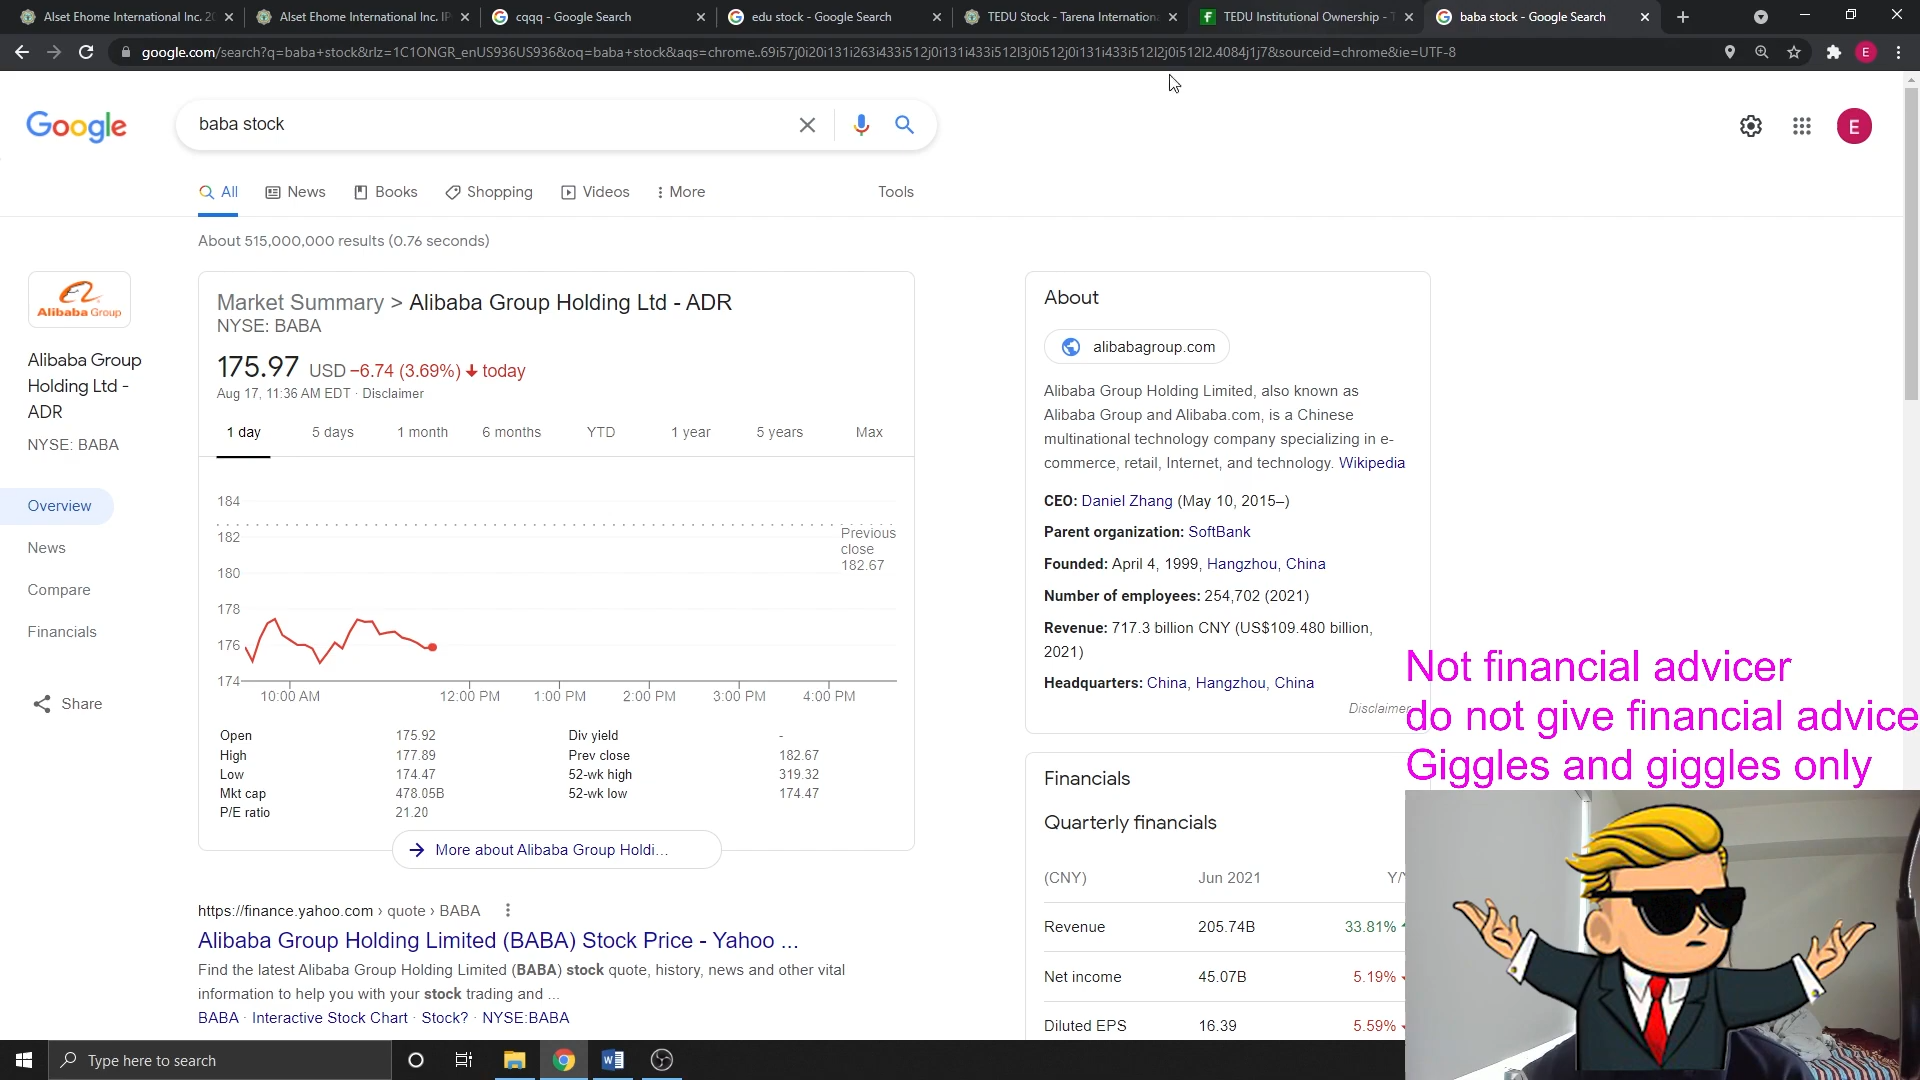 Alset Ehome International Inc. 20
Alset Ehome International Inc. IP
cqqq - Google Search
edu stock - Google Search
TEDU Stock - Tarena Internationa
TEDU Institutional Ownership - T
baba stock - Google Search
google.com/search?q=baba+stock&rlz=1C1ONGR_enUS936US936&oq=baba+stock&aqs=chrome..69i57j0i20i131i263i433i512j0i131i433i512l3j0i512j0i131i433i512l2j0i512l2.4084j1j7&sourceid=chrome&ie=UTF-8
E
Google
baba stock
E
All
News
Books
Shopping
Videos
More
Tools
About 515,000,000 results (0.76 seconds)
Alibaba Group
Alibaba Group
Holding Ltd -
ADR
NYSE: BABA
Overview
News
Compare
Financials
Share
Market Summary > Alibaba Group Holding Ltd - ADR
NYSE: BABA
175.97 USD −6.74 (3.69%) today
Aug 17, 11:36 AM EDT · Disclaimer
1 day
5 days
1 month
6 months
YTD
1 year
5 years
Max
184
182
180
178
176
174
Previous
close
182.67
10:00 AM
12:00 PM
1:00 PM
2:00 PM
3:00 PM
4:00 PM
Open 175.92
High 177.89
Low 174.47
Mkt cap 478.05B
P/E ratio 21.20
Div yield -
Prev close 182.67
52-wk high 319.32
52-wk low 174.47
More about Alibaba Group Holdi...
https://finance.yahoo.com › quote › BABA
Alibaba Group Holding Limited (BABA) Stock Price - Yahoo ...
Find the latest Alibaba Group Holding Limited (BABA) stock quote, history, news and other vital
information to help you with your stock trading and ...
BABA · Interactive Stock Chart · Stock? · NYSE:BABA
About
alibabagroup.com
Alibaba Group Holding Limited, also known as
Alibaba Group and Alibaba.com, is a Chinese
multinational technology company specializing in e-
commerce, retail, Internet, and technology. Wikipedia
CEO: Daniel Zhang (May 10, 2015–)
Parent organization: SoftBank
Founded: April 4, 1999, Hangzhou, China
Number of employees: 254,702 (2021)
Revenue: 717.3 billion CNY (US$109.480 billion,
2021)
Headquarters: China, Hangzhou, China
Disclaimer
Financials
Quarterly financials
(CNY) Jun 2021 Y/Y
Revenue 205.74B 33.81%
Net income 45.07B 5.19%
Diluted EPS 16.39 5.59%
Not financial advicer
do not give financial advice
Giggles and giggles only
Type here to search